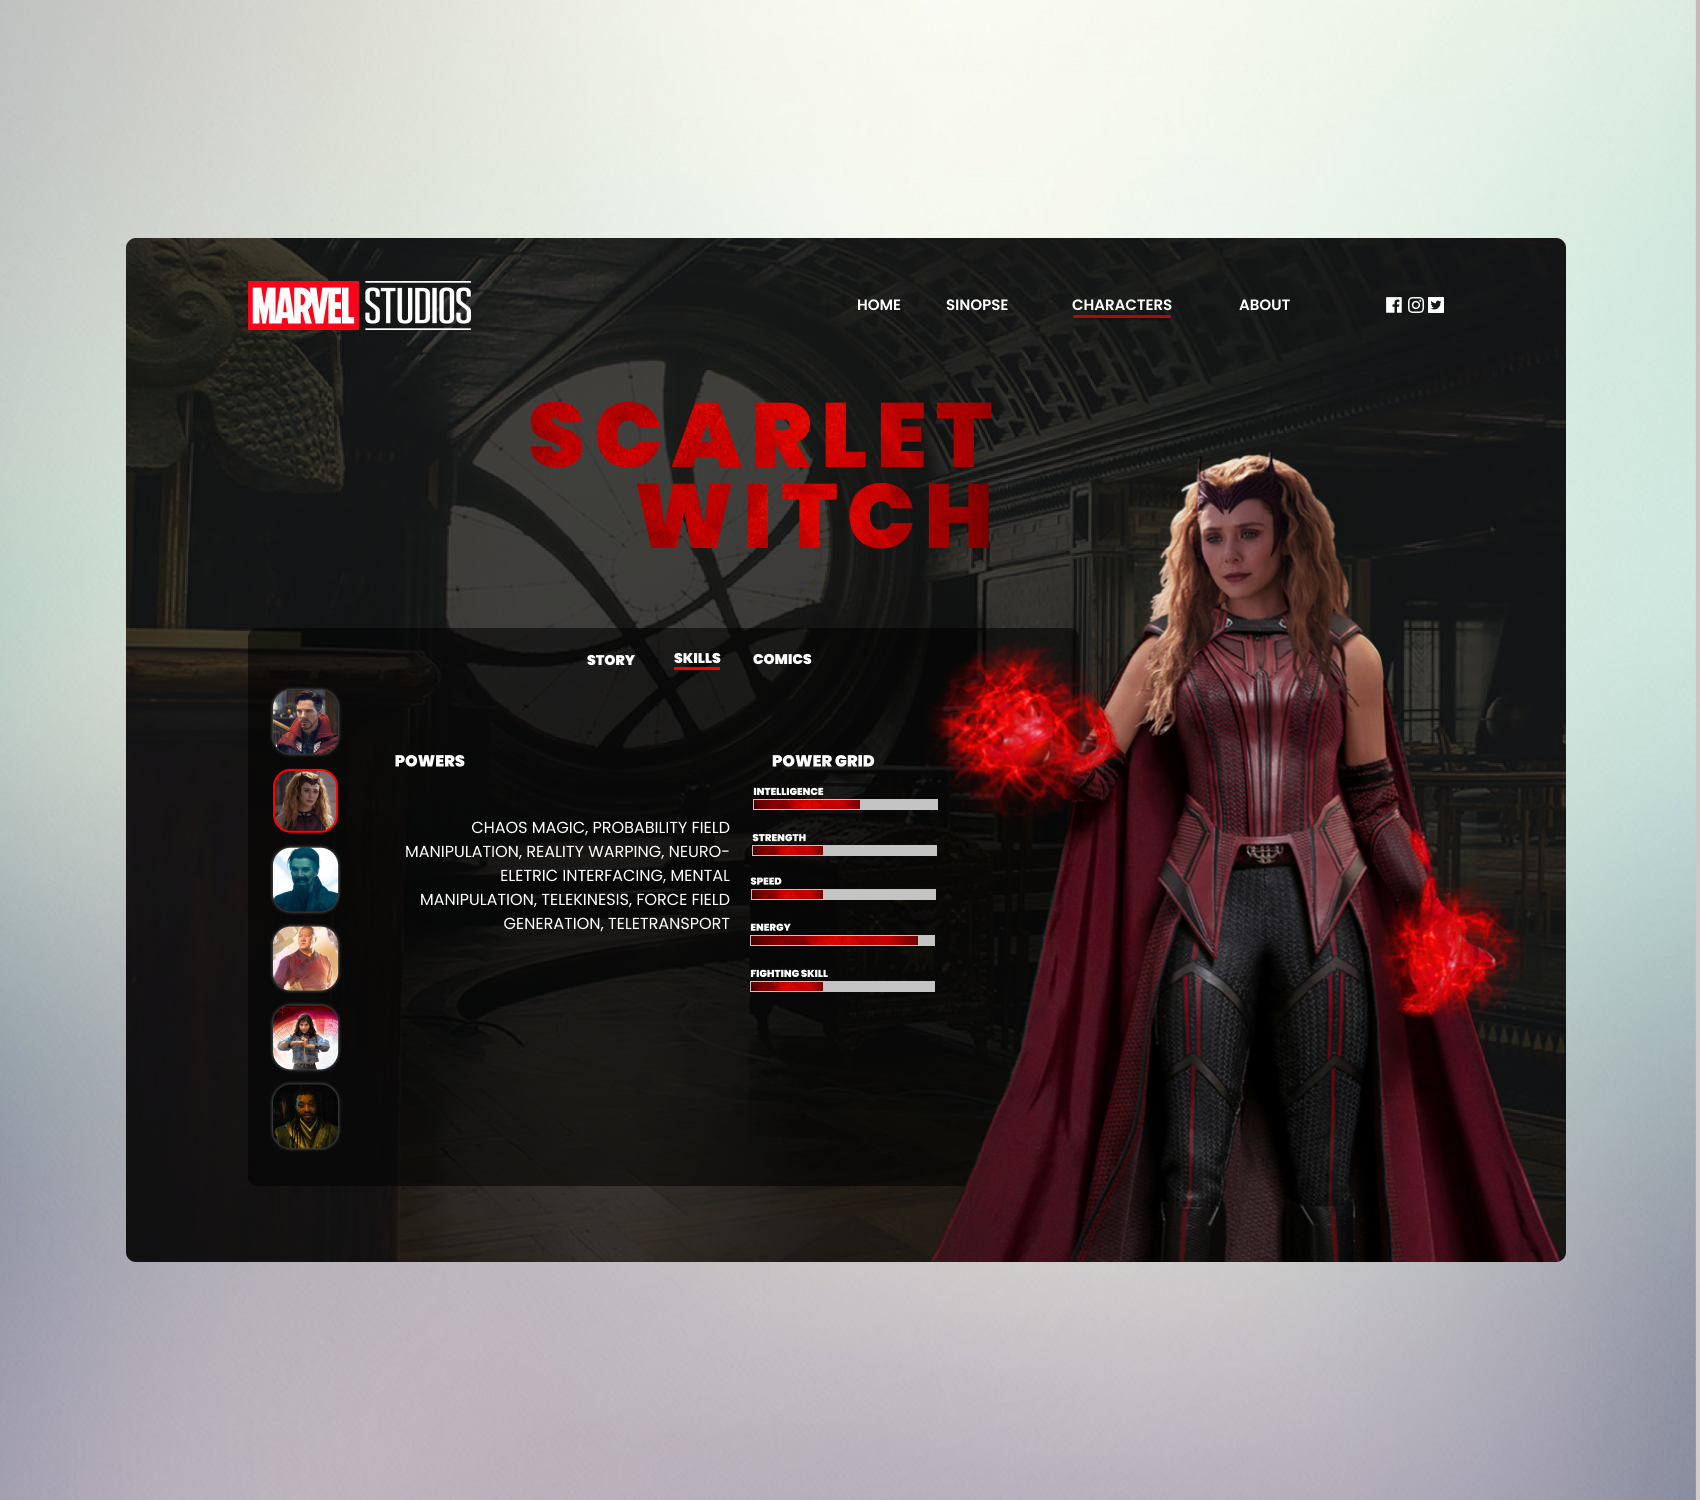 MARVEL STUDIOS
HOME SINOPSE CHARACTERS ABOUT
SCARLET
WITCH
STORY SKILLS COMICS
POWERS
CHAOS MAGIC, PROBABILITY FIELD
MANIPULATION, REALITY WARPING, NEURO-
ELETRIC INTERFACING, MENTAL
MANIPULATION, TELEKINESIS, FORCE FIELD
GENERATION, TELETRANSPORT
POWER GRID
INTELLIGENCE
STRENGTH
SPEED
ENERGY
FIGHTING SKILL